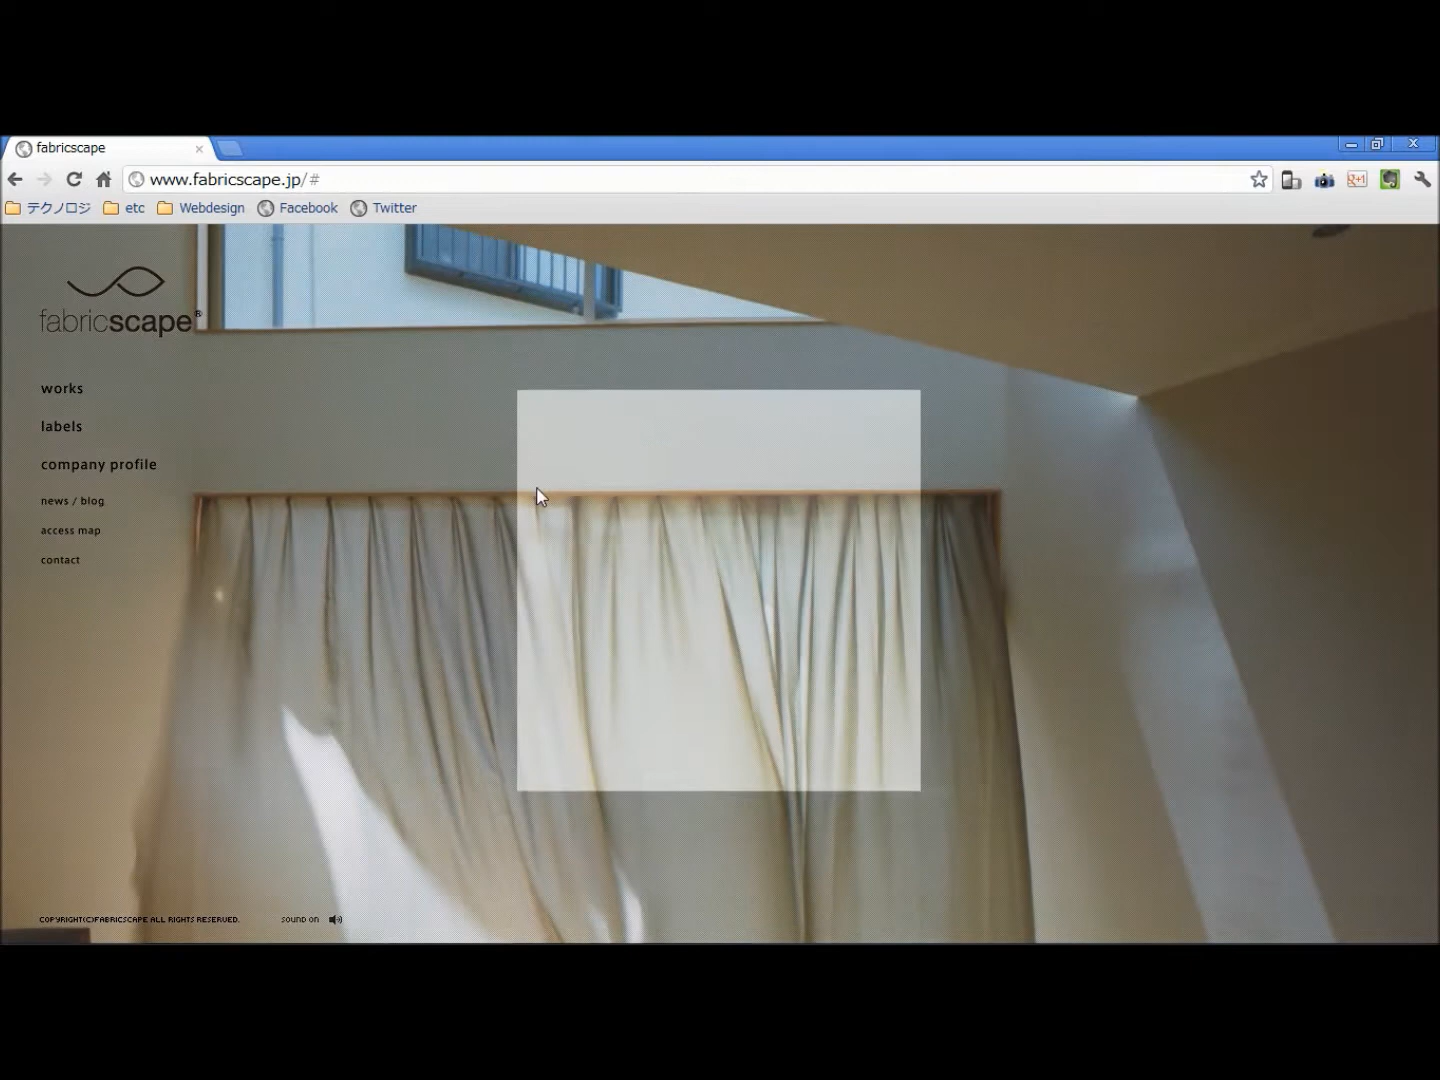 fabricscape
www.fabricscape.jp/#
テクノロジ etc Webdesign Facebook Twitter
fabricscape®
works
labels
company profile
news / blog
access map
contact
COPYRIGHT(C)FABRICSCAPE ALL RIGHTS RESERVED. sound on